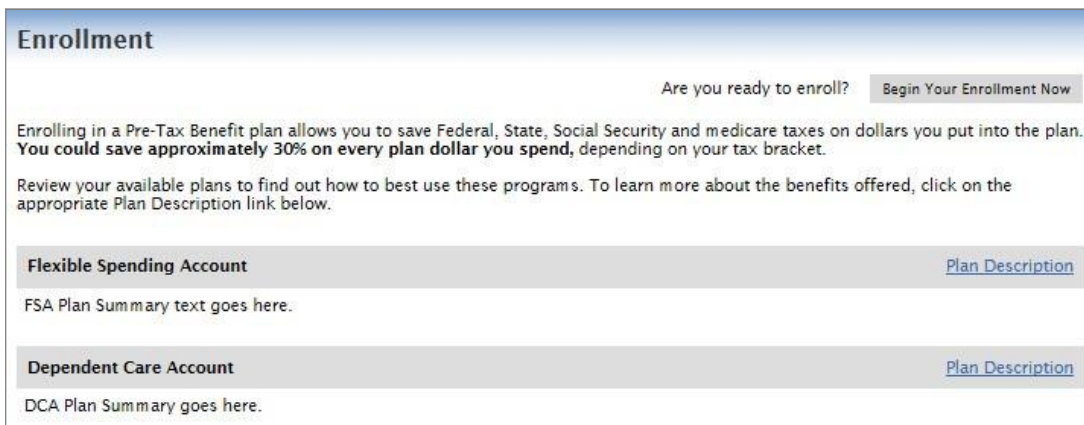 Enrollment
Are you ready to enroll? Begin Your Enrollment Now
Enrolling in a Pre-Tax Benefit plan allows you to save Federal, State, Social Security and medicare taxes on dollars you put into the plan.
You could save approximately 30% on every plan dollar you spend, depending on your tax bracket.
Review your available plans to find out how to best use these programs. To learn more about the benefits offered, click on the
appropriate Plan Description link below.
Flexible Spending Account Plan Description
FSA Plan Summary text goes here.
Dependent Care Account Plan Description
DCA Plan Summary goes here.